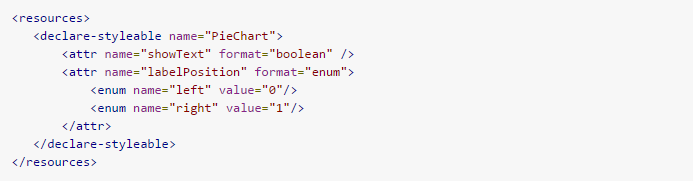 <resources>
   <declare-styleable name="PieChart">
       <attr name="showText" format="boolean" />
       <attr name="labelPosition" format="enum">
           <enum name="left" value="0"/>
           <enum name="right" value="1"/>
       </attr>
   </declare-styleable>
</resources>